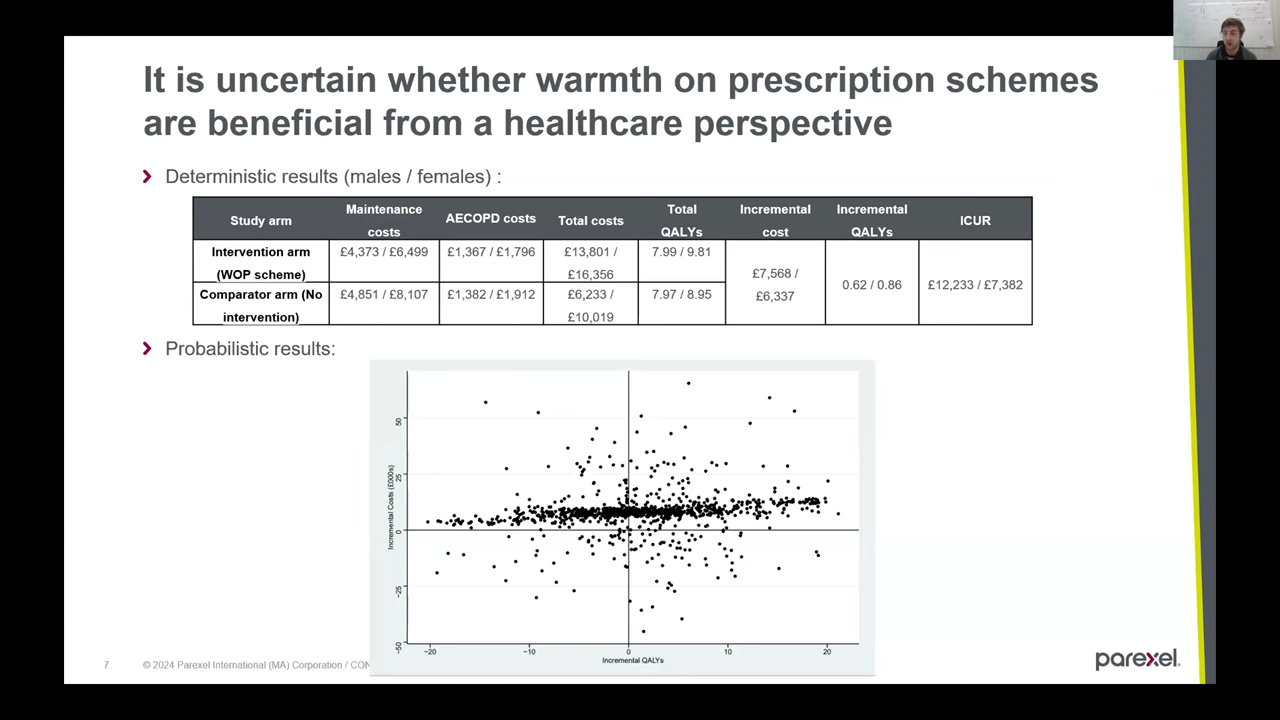 It is uncertain whether warmth on prescription schemes
are beneficial from a healthcare perspective
Deterministic results (males / females) :
Study arm
Maintenance
costs
AECOPD costs
Total costs
Total
QALYs
Incremental
cost
Incremental
QALYs
ICUR
Intervention arm
(WOP scheme)
£4,373 / £6,499
£1,367 / £1,796
£13,801 /
£16,356
7.99 / 9.81
£7,568 /
£6,337
0.62 / 0.86
£12,233 / £7,382
Comparator arm (No
intervention)
£4,851 / £8,107
£1,382 / £1,912
£6,233 /
£10,019
7.97 / 8.95
Probabilistic results:
Incremental Costs (£000s)
50
25
0
-25
-50
-20
-10
0
10
20
Incremental QALYs
7
© 2024 Parexel International (MA) Corporation / CON
parexel.